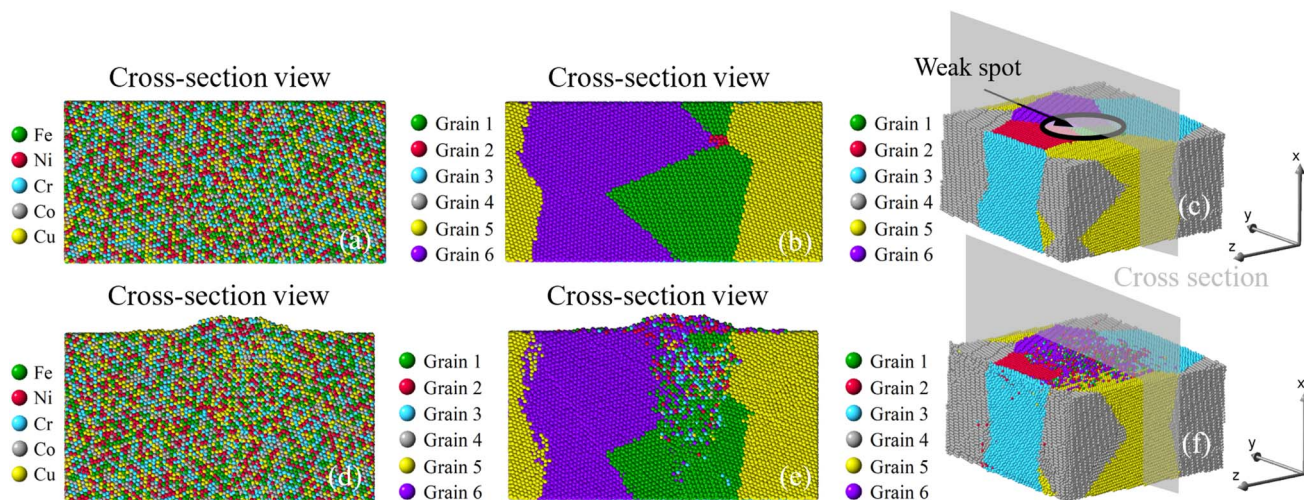 Cross-section view
Fe
Ni
Cr
Co
Cu
(a)
Cross-section view
Grain 1
Grain 2
Grain 3
Grain 4
Grain 5
Grain 6
(b)
Weak spot
Grain 1
Grain 2
Grain 3
Grain 4
Grain 5
Grain 6
(c)
x
y
z
Cross section
Cross-section view
Fe
Ni
Cr
Co
Cu
(d)
Cross-section view
Grain 1
Grain 2
Grain 3
Grain 4
Grain 5
Grain 6
(e)
Grain 1
Grain 2
Grain 3
Grain 4
Grain 5
Grain 6
(f)
x
y
z